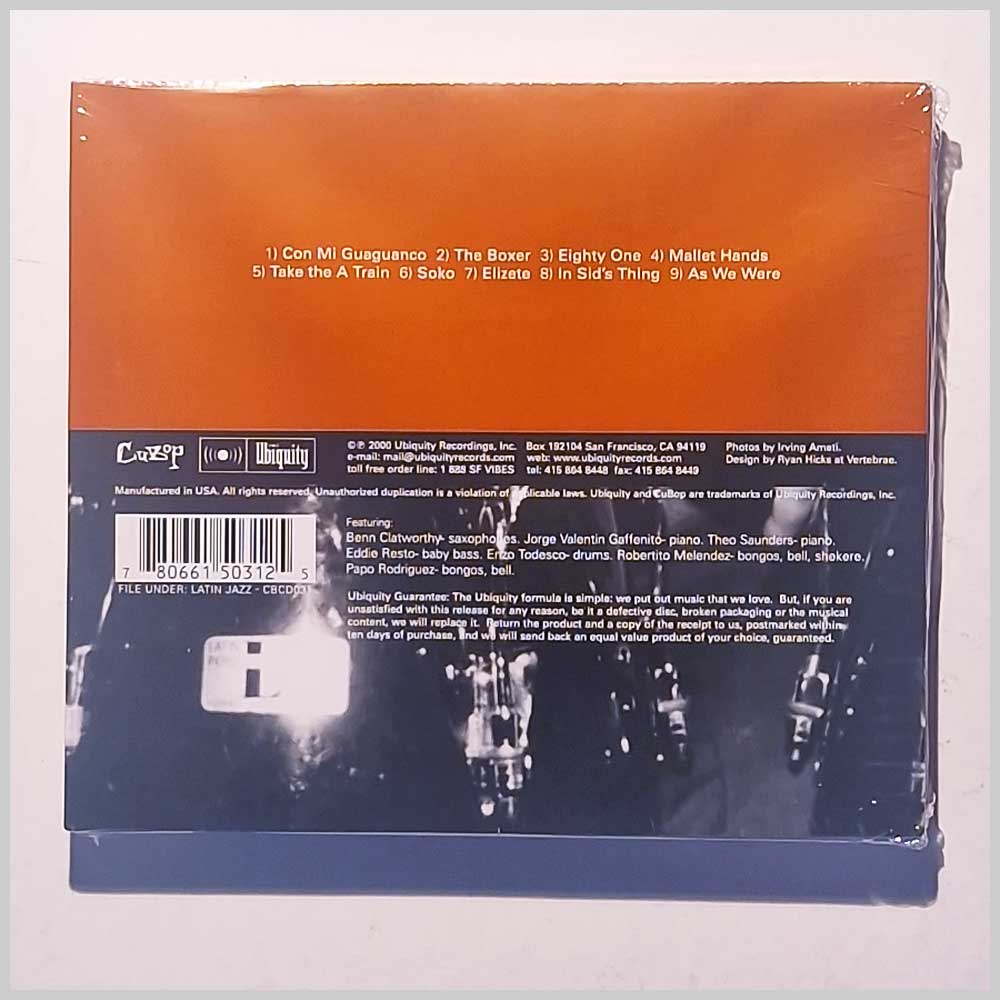 1) Con Mi Guaguanco 2) The Boxer 3) Eighty One 4) Mallet Hands
5) Take the A Train 6) Soko 7) Elizete 8) In Sid's Thing 9) As We Were
CuBop
Ubiquity
©℗ 2000 Ubiquity Recordings, Inc.
e-mail: mail@ubiquityrecords.com
toll free order line: 1 888 SF VIBES
Box 192104 San Francisco, CA 94119
web: www.ubiquityrecords.com
tel: 415 864 8448 fax: 415 864 8449
Photos by Irving Amati.
Design by Ryan Hicks at Vertebrae.
Manufactured in USA. All rights reserved. Unauthorized duplication is a violation of applicable laws. Ubiquity and CuBop are trademarks of Ubiquity Recordings, Inc.
7 80661 50312 5
FILE UNDER: LATIN JAZZ -
Featuring:
Benn Clatworthy- saxophones. Jorge Valentin Gaffenito- piano. Theo Saunders- piano.
Eddie Resto- baby bass. Enzo Todesco- drums. Robertito Melendez- bongos, bell, shekere.
Papo Rodriguez- bongos, bell.
Ubiquity Guarantee: The Ubiquity formula is simple: we put out music that we love. But, if you are
unsatisfied with this release for any reason, be it a defective disc, broken packaging or the musical
content, we will replace it. Return the product and a copy of the receipt to us, postmarked within
ten days of purchase, and we will send back an equal value product of your choice, guaranteed.